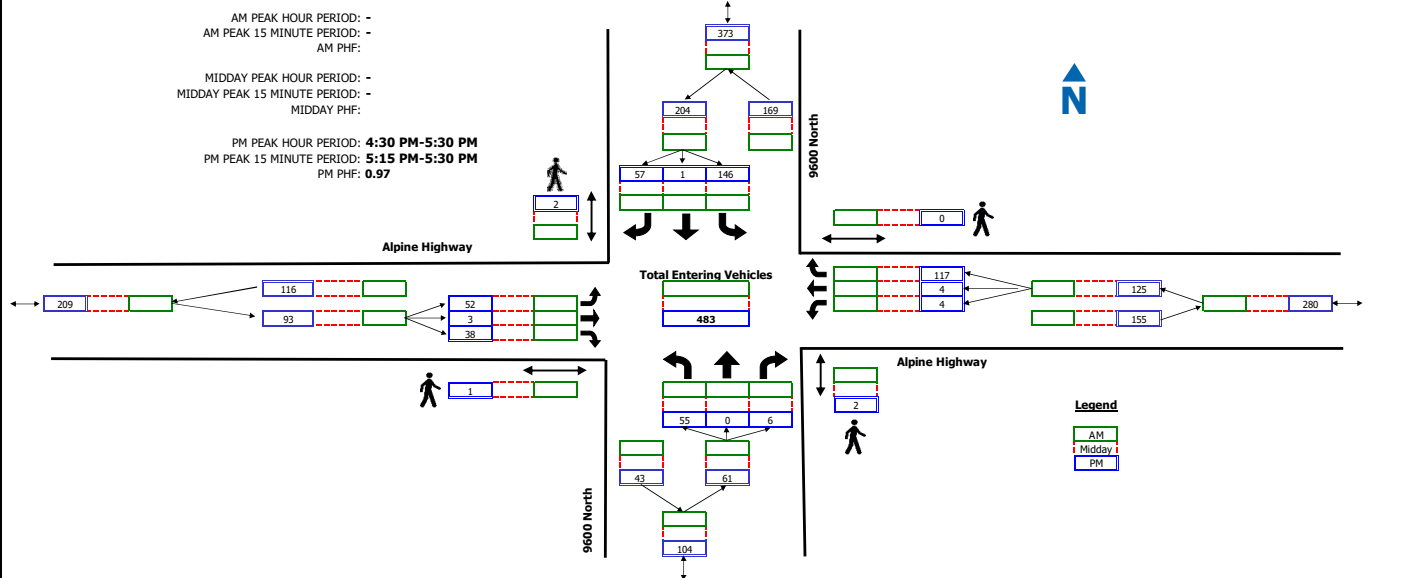 AM PEAK HOUR PERIOD: -
AM PEAK 15 MINUTE PERIOD: -
AM PHF:
MIDDAY PEAK HOUR PERIOD: -
MIDDAY PEAK 15 MINUTE PERIOD: -
MIDDAY PHF:
PM PEAK HOUR PERIOD: 4:30 PM-5:30 PM
PM PEAK 15 MINUTE PERIOD: 5:15 PM-5:30 PM
PM PHF: 0.97
373
204 169
57 1 146
9600 North
N
2
0
Alpine Highway
Total Entering Vehicles
483
209
116
93
52
3
38
117
4
4
125
155
280
Alpine Highway
1
2
55 0 6
43 61
104
9600 North
Legend
AM
Midday
PM